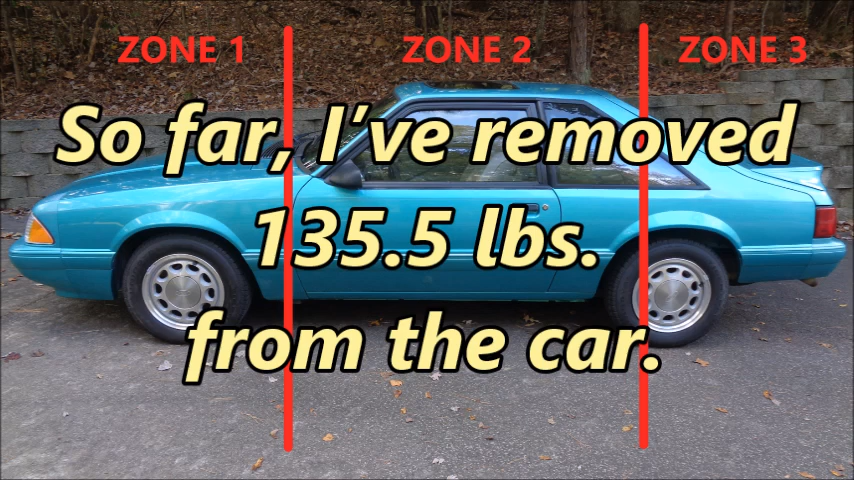 ZONE 1 ZONE 2 ZONE 3
So far, I've removed
135.5 lbs.
from the car.